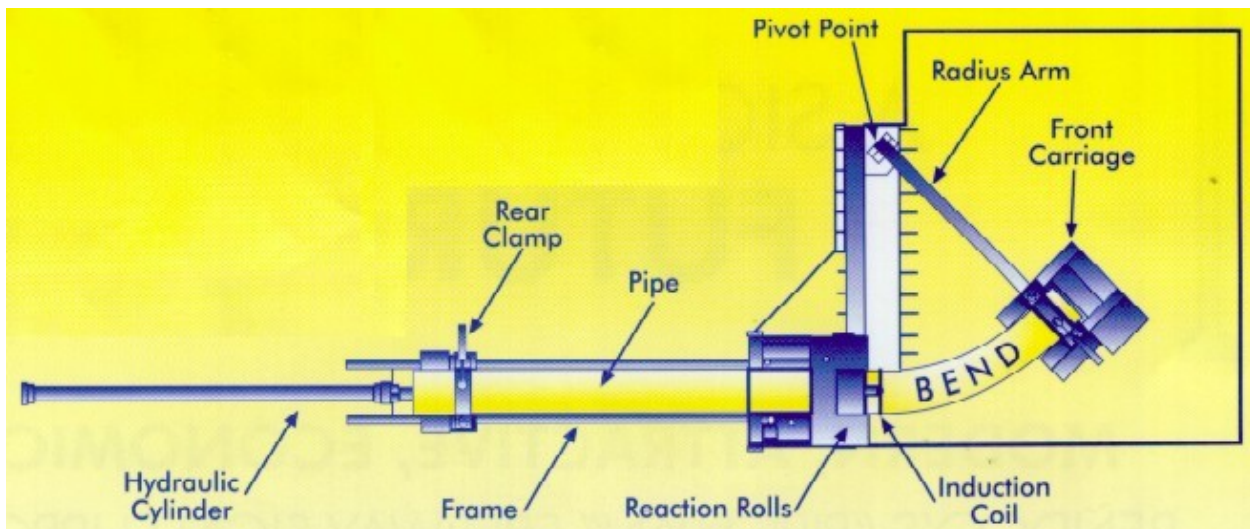 Pivot Point
Radius Arm
Front
Carriage
Rear
Clamp
Pipe
BEND
Hydraulic
Cylinder
Frame
Reaction Rolls
Induction
Coil